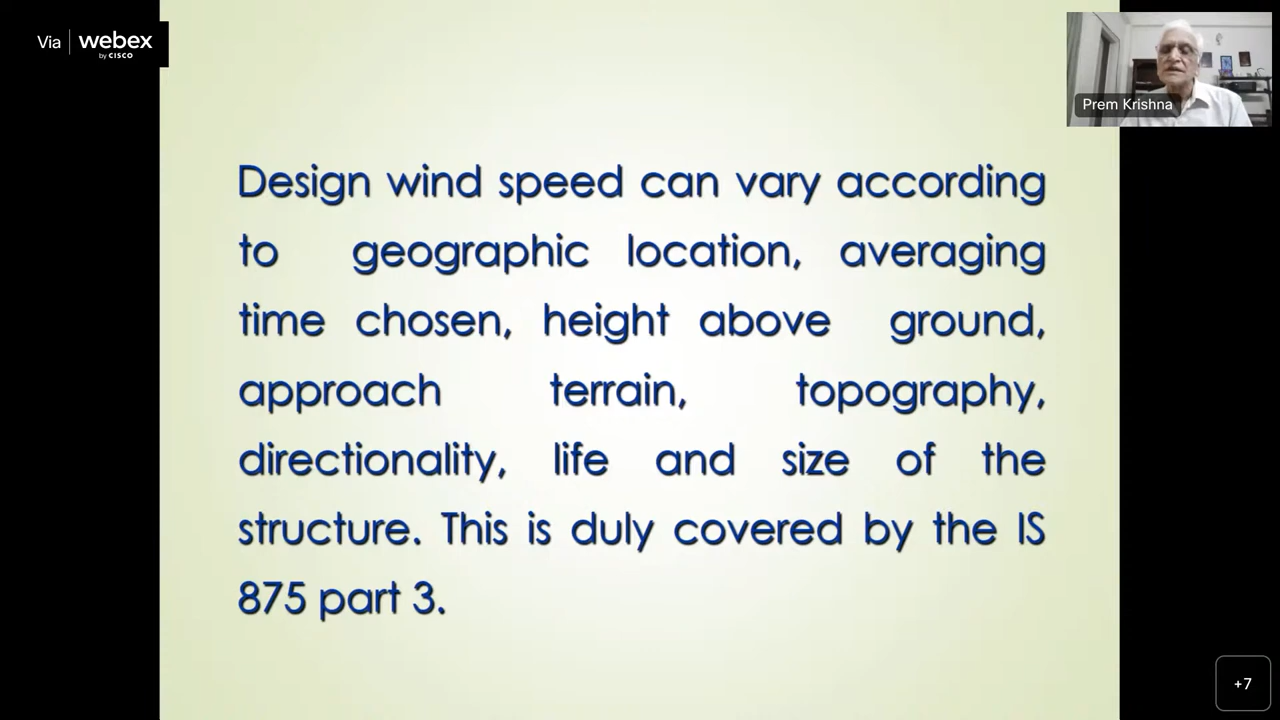 Via webex
by CISCO
Prem Krishna
Design wind speed can vary according
to geographic location, averaging
time chosen, height above ground,
approach terrain, topography,
directionality, life and size of the
structure. This is duly covered by the IS
875 part 3.
+7